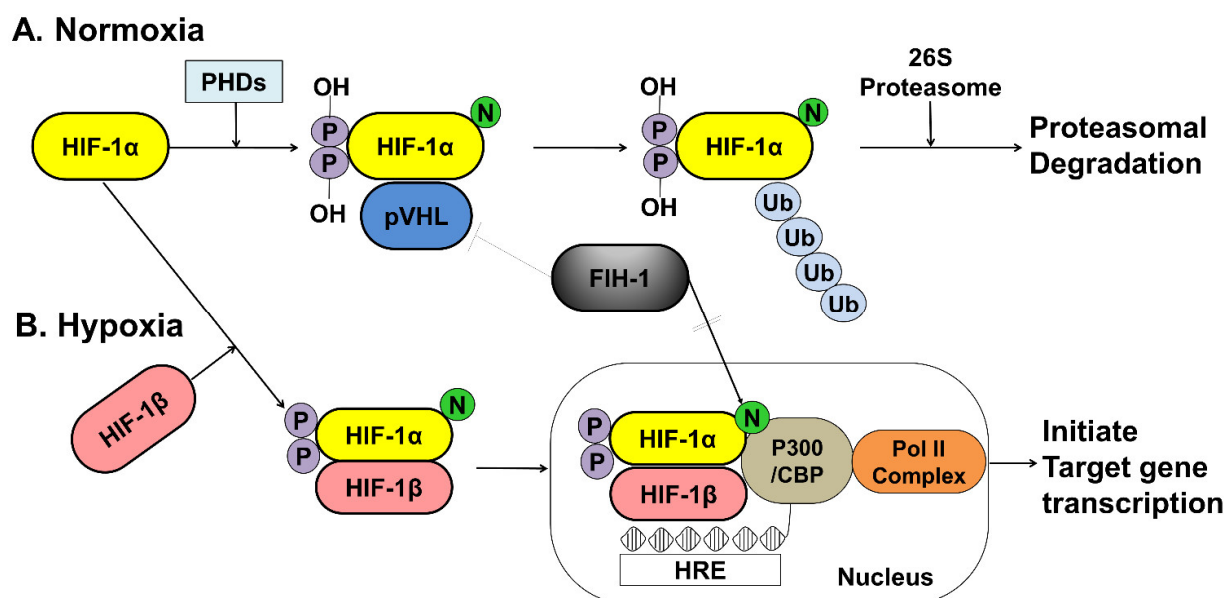 A. Normoxia
PHDs
26S
Proteasome
HIF-1α
OH
P
P
OH
HIF-1α
N
pVHL
OH
P
P
OH
HIF-1α
N
Ub
Ub
Ub
Ub
Proteasomal
Degradation
FIH-1
B. Hypoxia
HIF-1β
P
P
N
HIF-1α
HIF-1β
P
P
N
HIF-1α
HIF-1β
P300
/CBP
Pol II
Complex
HRE
Nucleus
Initiate
Target gene
transcription